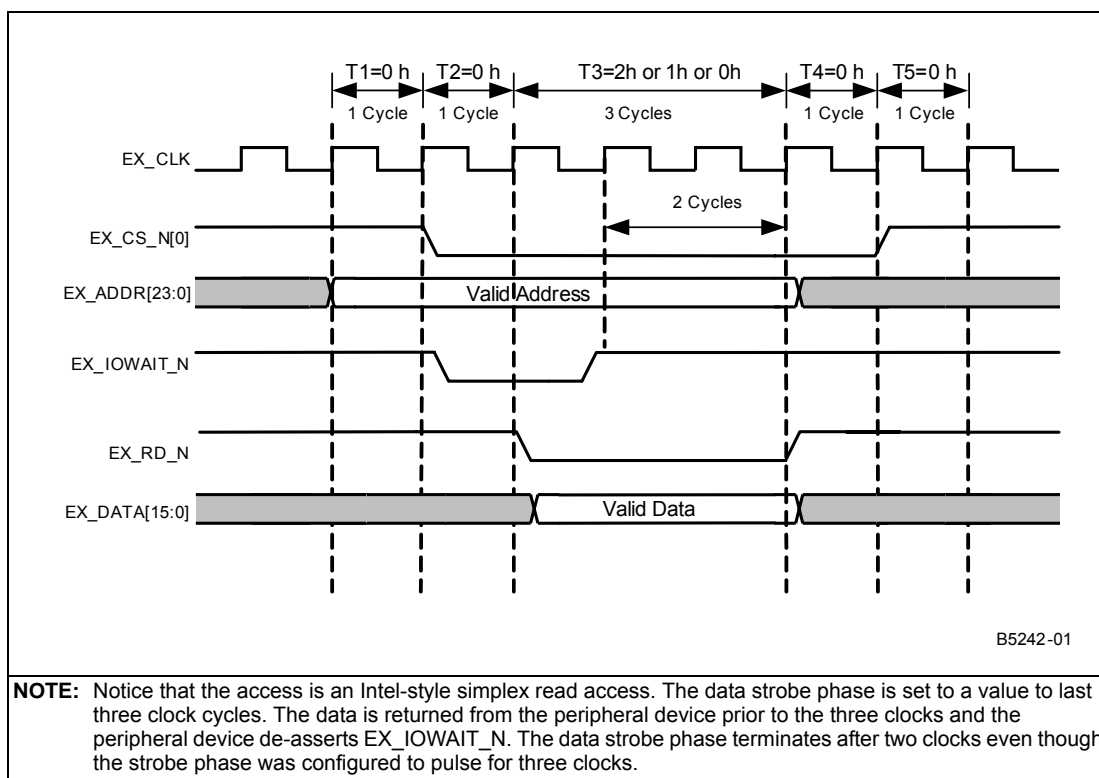 T1=0 h T2=0 h T3=2h or 1h or 0h T4=0 h T5=0 h
1 Cycle 1 Cycle 3 Cycles 1 Cycle 1 Cycle
EX_CLK
2 Cycles
EX_CS_N[0]
EX_ADDR[23:0] Valid Address
EX_IOWAIT_N
EX_RD_N
EX_DATA[15:0] Valid Data
B5242-01
NOTE: Notice that the access is an Intel-style simplex read access. The data strobe phase is set to a value to last
three clock cycles. The data is returned from the peripheral device prior to the three clocks and the
peripheral device de-asserts EX_IOWAIT_N. The data strobe phase terminates after two clocks even though
the strobe phase was configured to pulse for three clocks.